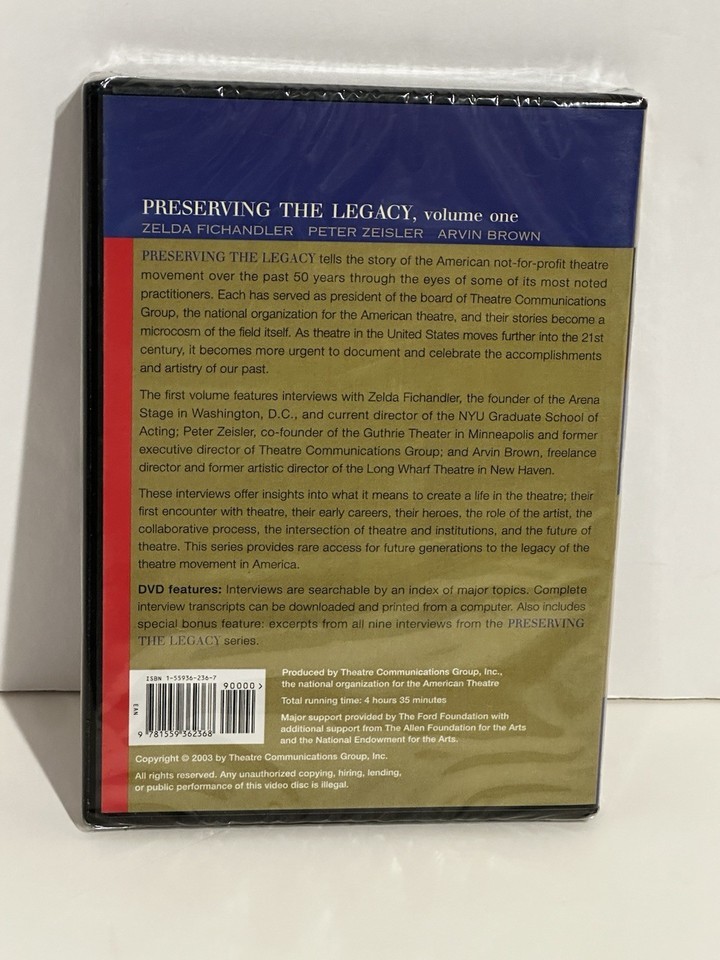 PRESERVING THE LEGACY, volume one
ZELDA FICHANDLER PETER ZEISLER ARVIN BROWN
PRESERVING THE LEGACY tells the story of the American not-for-profit theatre
movement over the past 50 years through the eyes of some of its most noted
practitioners. Each has served as president of the board of Theatre Communications
Group, the national organization for the American theatre, and their stories become a
microcosm of the field itself. As theatre in the United States moves further into the 21st
century, it becomes more urgent to document and celebrate the accomplishments
and artistry of our past.
The first volume features interviews with Zelda Fichandler, the founder of the Arena
Stage in Washington, D.C., and current director of the NYU Graduate School of
Acting; Peter Zeisler, co-founder of the Guthrie Theater in Minneapolis and former
executive director of Theatre Communications Group; and Arvin Brown, freelance
director and former artistic director of the Long Wharf Theatre in New Haven.
These interviews offer insights into what it means to create a life in the theatre; their
first encounter with theatre, their early careers, their heroes, the role of the artist, the
collaborative process, the intersection of theatre and institutions, and the future of
theatre. This series provides rare access for future generations to the legacy of the
theatre movement in America.
DVD features: Interviews are searchable by an index of major topics. Complete
interview transcripts can be downloaded and printed from a computer. Also includes
special bonus feature: excerpts from all nine interviews from the PRESERVING
THE LEGACY series.
ISBN 1-55936-236-7
90000>
EAN
9 781559 362368
Produced by Theatre Communications Group, Inc.,
the national organization for the American Theatre
Total running time: 4 hours 35 minutes
Major support provided by The Ford Foundation with
additional support from The Allen Foundation for the Arts
and the National Endowment for the Arts.
Copyright © 2003 by Theatre Communications Group, Inc.
All rights reserved. Any unauthorized copying, hiring, lending,
or public performance of this video disc is illegal.